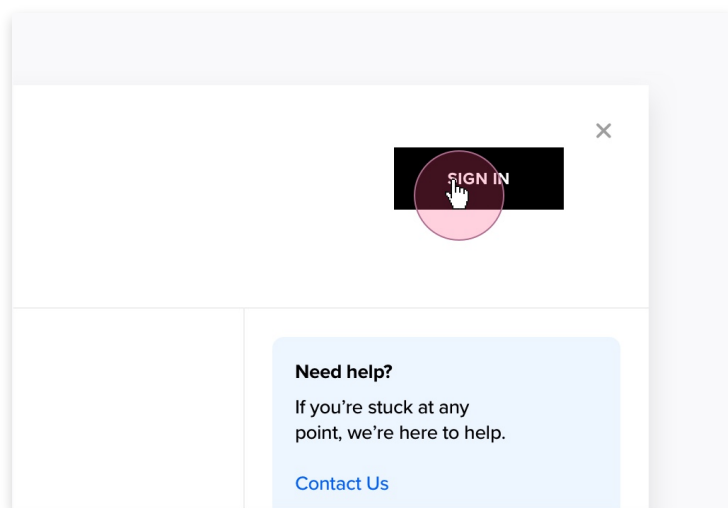 SIGN IN
Need help?
If you’re stuck at any
point, we’re here to help.
Contact Us